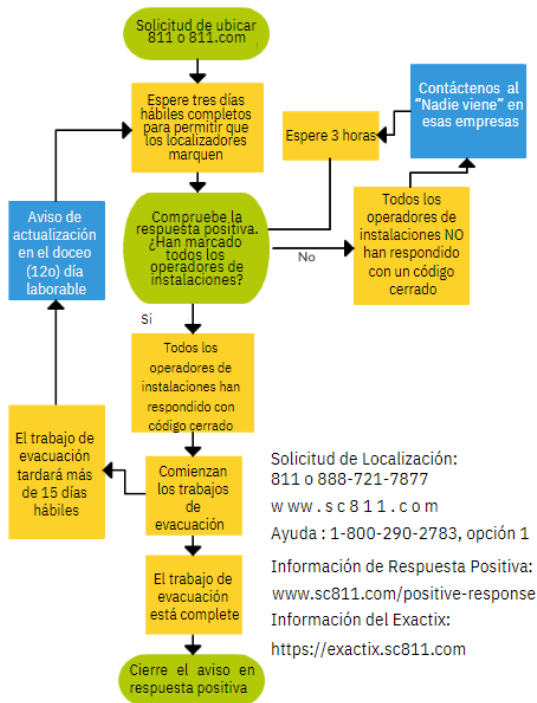 Solicitud de ubicar
811 o 811.com
Espere tres días
hábiles completos
para permitir que
los localizadores
marquen
Espere 3 horas
Contáctenos al
“Nadie viene” en
esas empresas
Aviso de
actualización
en el doceo
(12o) día
laborable
Compruebe la
respuesta positiva.
¿Han marcado
todos los
operadores de
instalaciones?
No
Todos los
operadores de
instalaciones NO
han respondido
con un código
cerrado
Si
Todos los
operadores de
instalaciones han
respondido con
código cerrado
El trabajo de
evacuación
tardará más
de 15 días
hábiles
Comienzan
los trabajos
de
evacuación
El trabajo de
evacuación
está complete
Cierre el aviso en
respuesta positiva
Solicitud de Localización:
811 o 888-721-7877
w w w . s c 8 1 1 . c o m
Ayuda : 1-800-290-2783, opción 1
Información de Respuesta Positiva:
www.sc811.com/positive-response
Información del Exactix:
https://exactix.sc811.com